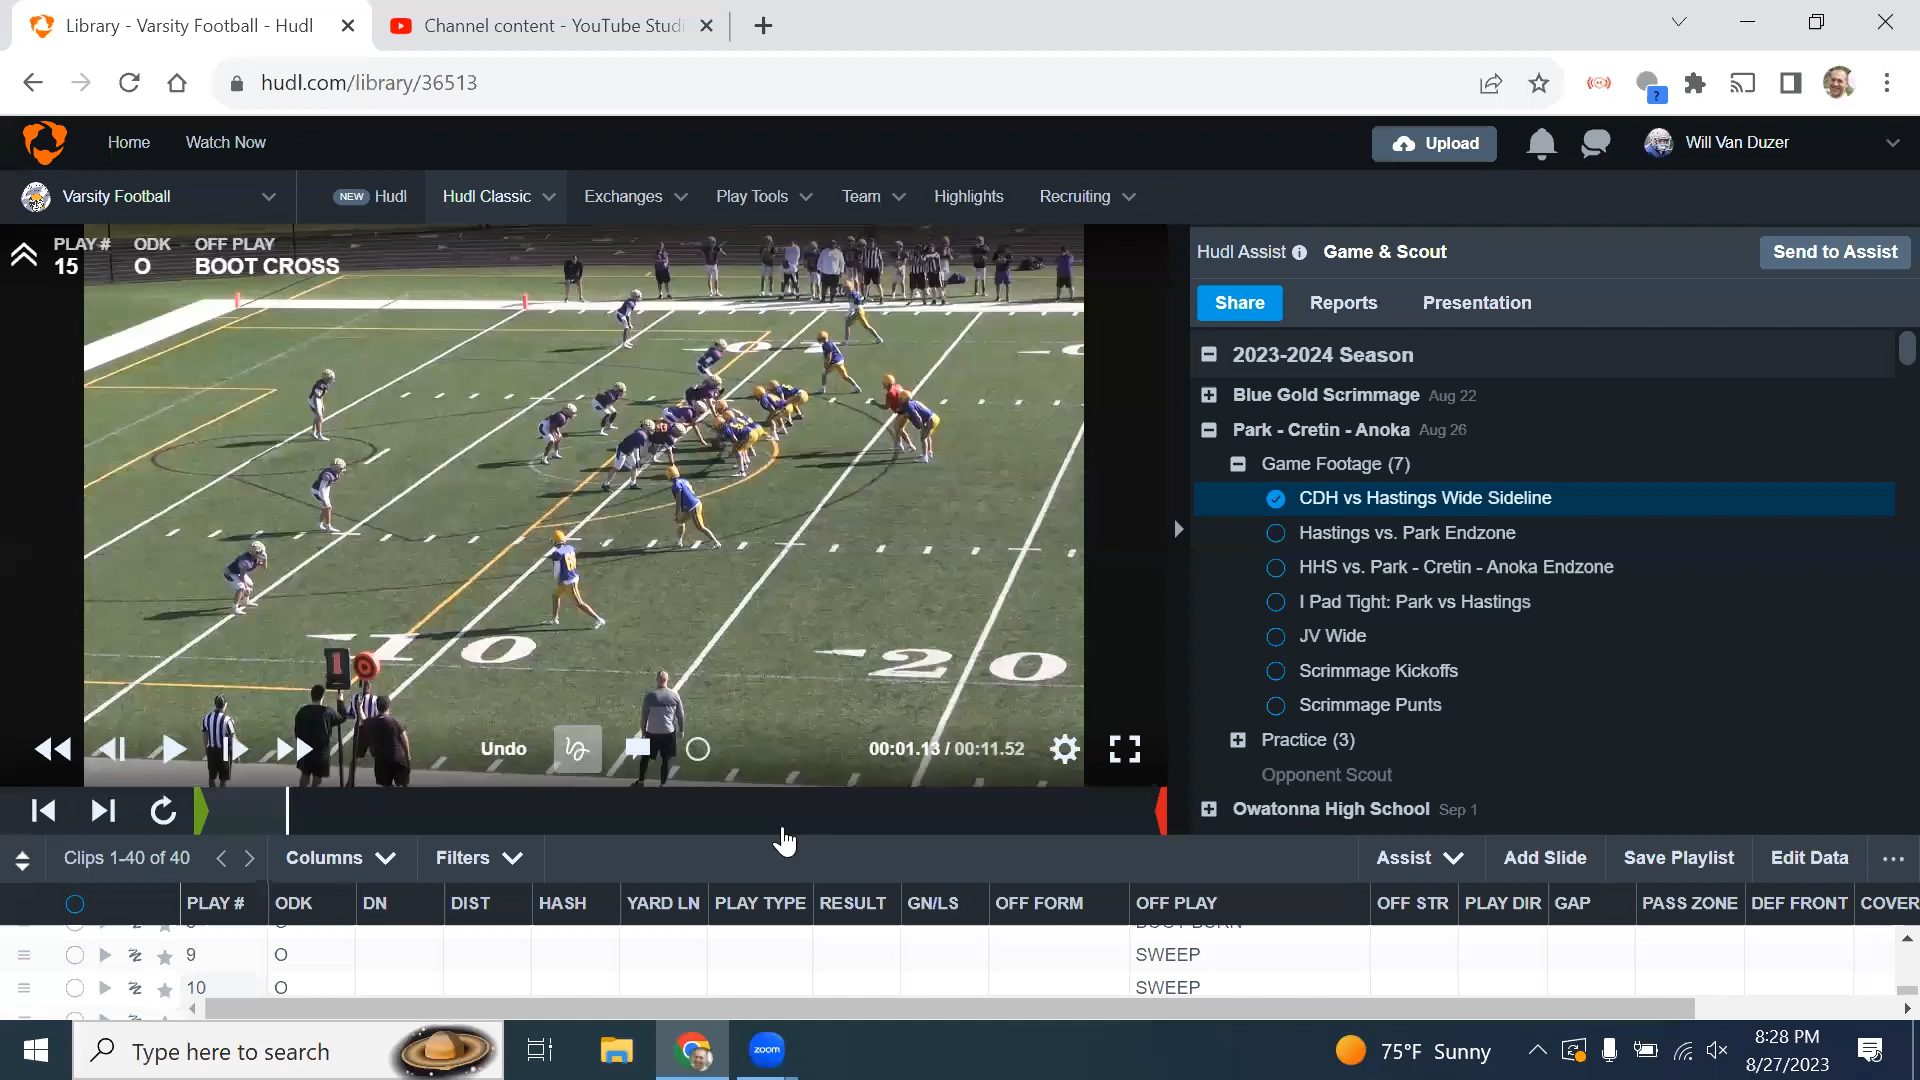 Library - Varsity Football - Hudl
Channel content - YouTube Studi
hudl.com/library/36513
?
Home
Watch Now
Upload
Will Van Duzer
Varsity Football
NEW Hudl
Hudl Classic
Exchanges
Play Tools
Team
Highlights
Recruiting
PLAY # ODK OFF PLAY
15 O BOOT CROSS
Hudl Assist Game & Scout
Send to Assist
Share Reports Presentation
2023-2024 Season
Blue Gold Scrimmage Aug 22
Park - Cretin - Anoka Aug 26
Game Footage (7)
CDH vs Hastings Wide Sideline
Hastings vs. Park Endzone
HHS vs. Park - Cretin - Anoka Endzone
I Pad Tight: Park vs Hastings
JV Wide
Scrimmage Kickoffs
Scrimmage Punts
Practice (3)
Opponent Scout
Owatonna High School Sep 1
1 0
2 0
1
Undo
00:01.13 / 00:11.52
Clips 1-40 of 40
Columns
Filters
Assist
Add Slide
Save Playlist
Edit Data
PLAY # ODK DN DIST HASH YARD LN PLAY TYPE RESULT GN/LS OFF FORM OFF PLAY OFF STR PLAY DIR GAP PASS ZONE DEF FRONT COVER
9 O SWEEP
10 O SWEEP
Type here to search
zoom
75°F Sunny
8:28 PM
8/27/2023